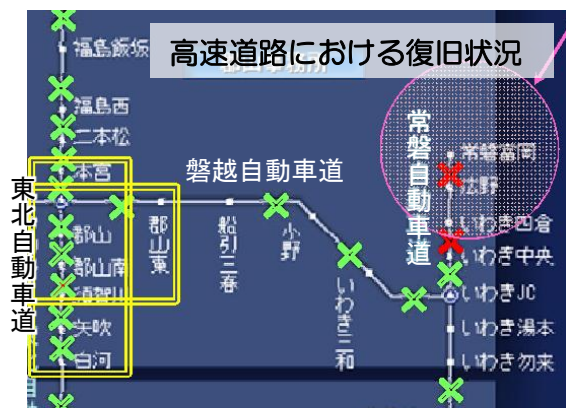 高速道路における復旧状況
福島飯坂
福島西
二本松
本宮
東北自動車道
郡山
郡山南
須賀川
矢吹
白河
磐越自動車道
郡山東
船引三春
小野
いわき三和
常磐自動車道
常磐富岡
広野
いわき四倉
いわき中央
いわきJC
いわき湯本
いわき勿来